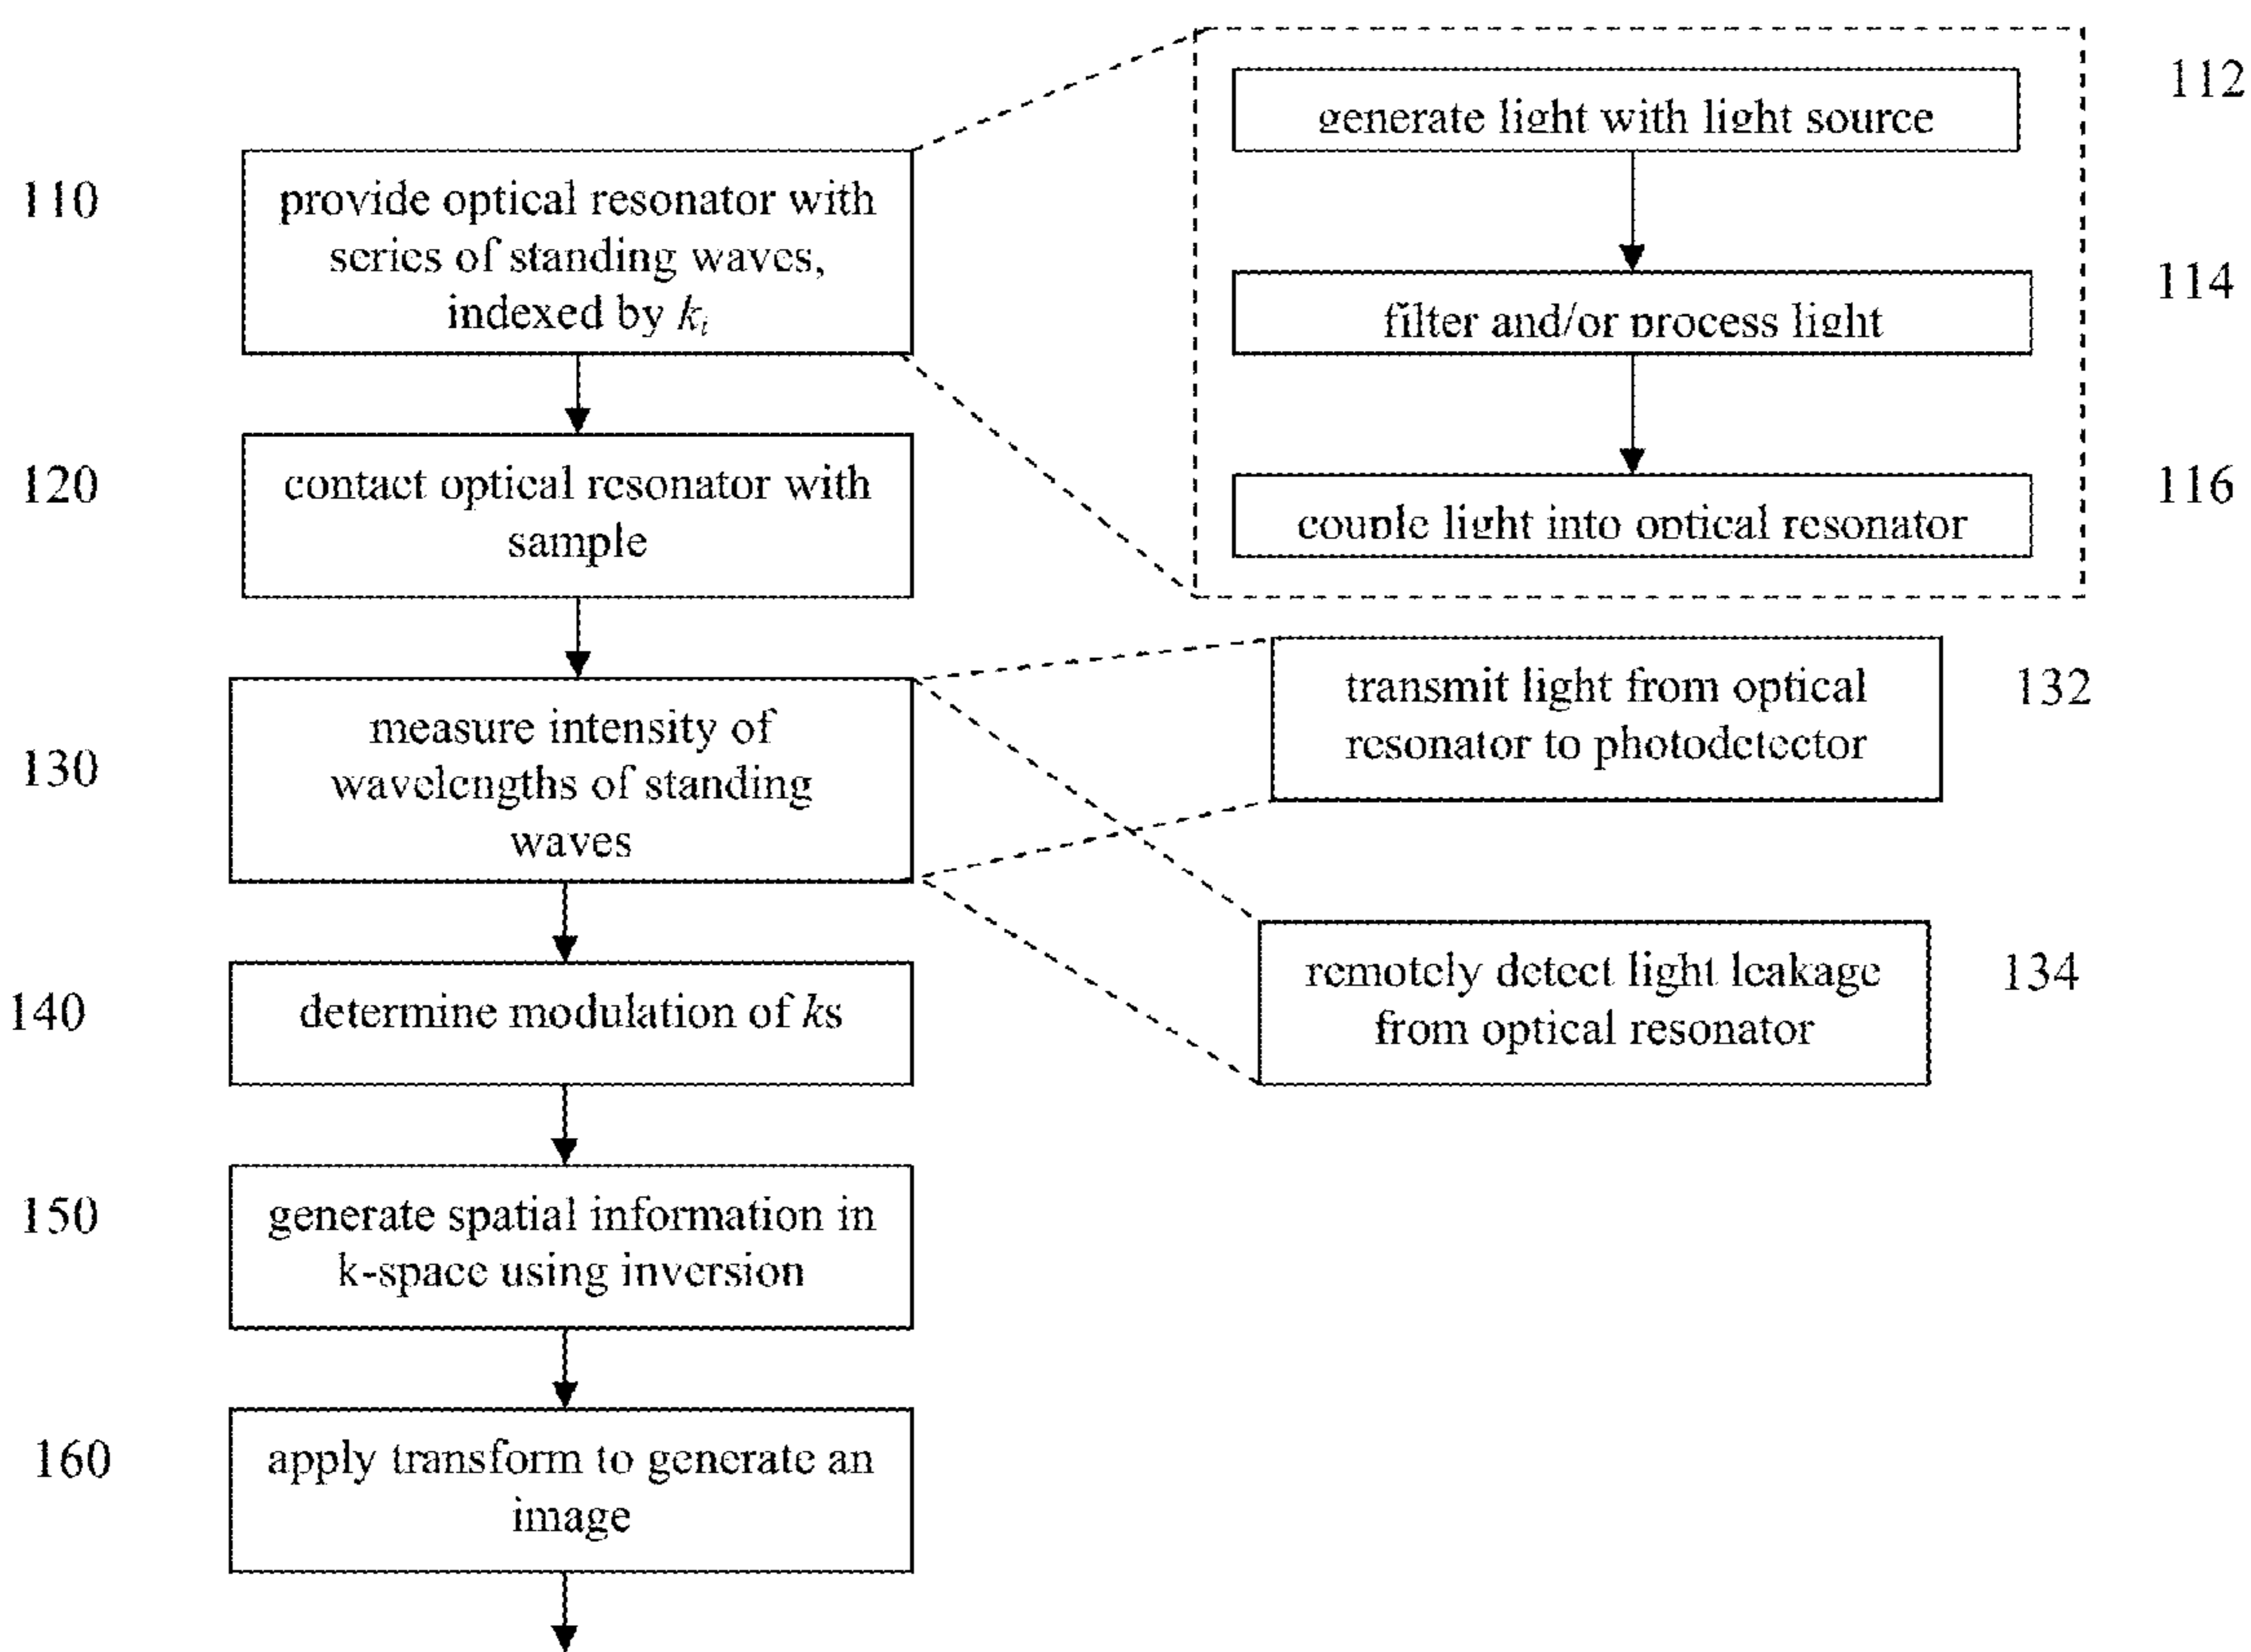 110
provide optical resonator with
series of standing waves,
indexed by kᵢ
112
generate light with light source
114
filter and/or process light
116
couple light into optical resonator
120
contact optical resonator with
sample
130
measure intensity of
wavelengths of standing
waves
132
transmit light from optical
resonator to photodetector
134
remotely detect light leakage
from optical resonator
140
determine modulation of ks
150
generate spatial information in
k-space using inversion
160
apply transform to generate an
image